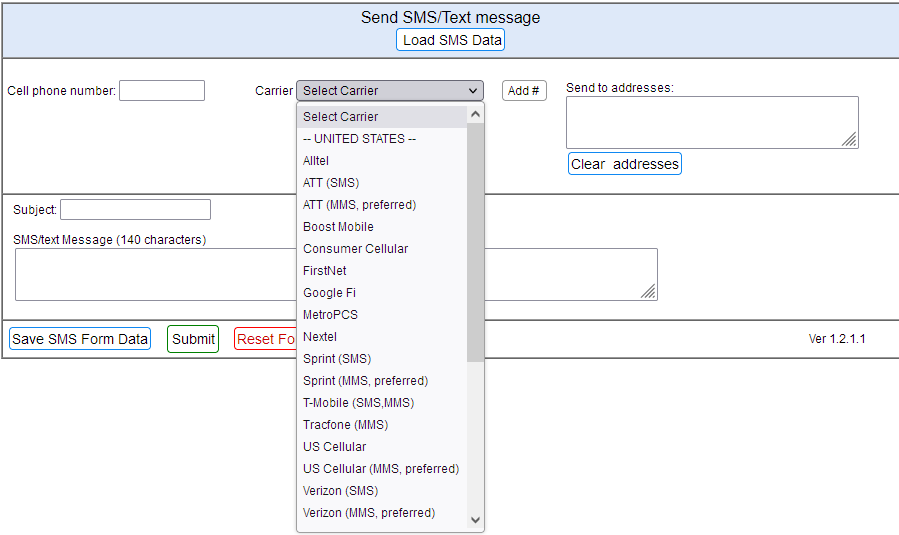 Send SMS/Text message
Load SMS Data
Cell phone number:
Carrier Select Carrier
Add #
Send to addresses:
Clear addresses
Select Carrier
-- UNITED STATES --
Alltel
ATT (SMS)
ATT (MMS, preferred)
Boost Mobile
Consumer Cellular
FirstNet
Google Fi
MetroPCS
Nextel
Sprint (SMS)
Sprint (MMS, preferred)
T-Mobile (SMS,MMS)
Tracfone (MMS)
US Cellular
US Cellular (MMS, preferred)
Verizon (SMS)
Verizon (MMS, preferred)
Subject:
SMS/text Message (140 characters)
Save SMS Form Data
Submit
Reset Fo
Ver 1.2.1.1